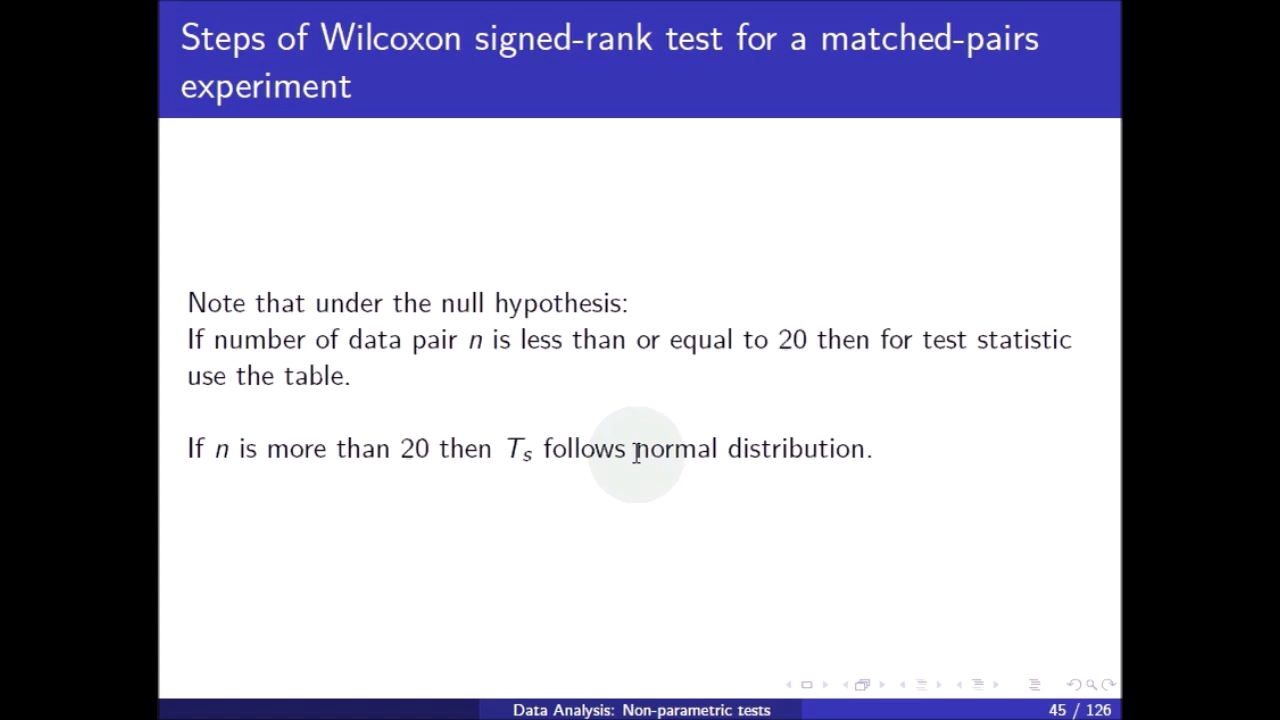 Steps of Wilcoxon signed-rank test for a matched-pairs
experiment
Note that under the null hypothesis:
If number of data pair n is less than or equal to 20 then for test statistic
use the table.
If n is more than 20 then Tₛ follows normal distribution.
Data Analysis: Non-parametric tests
45 / 126